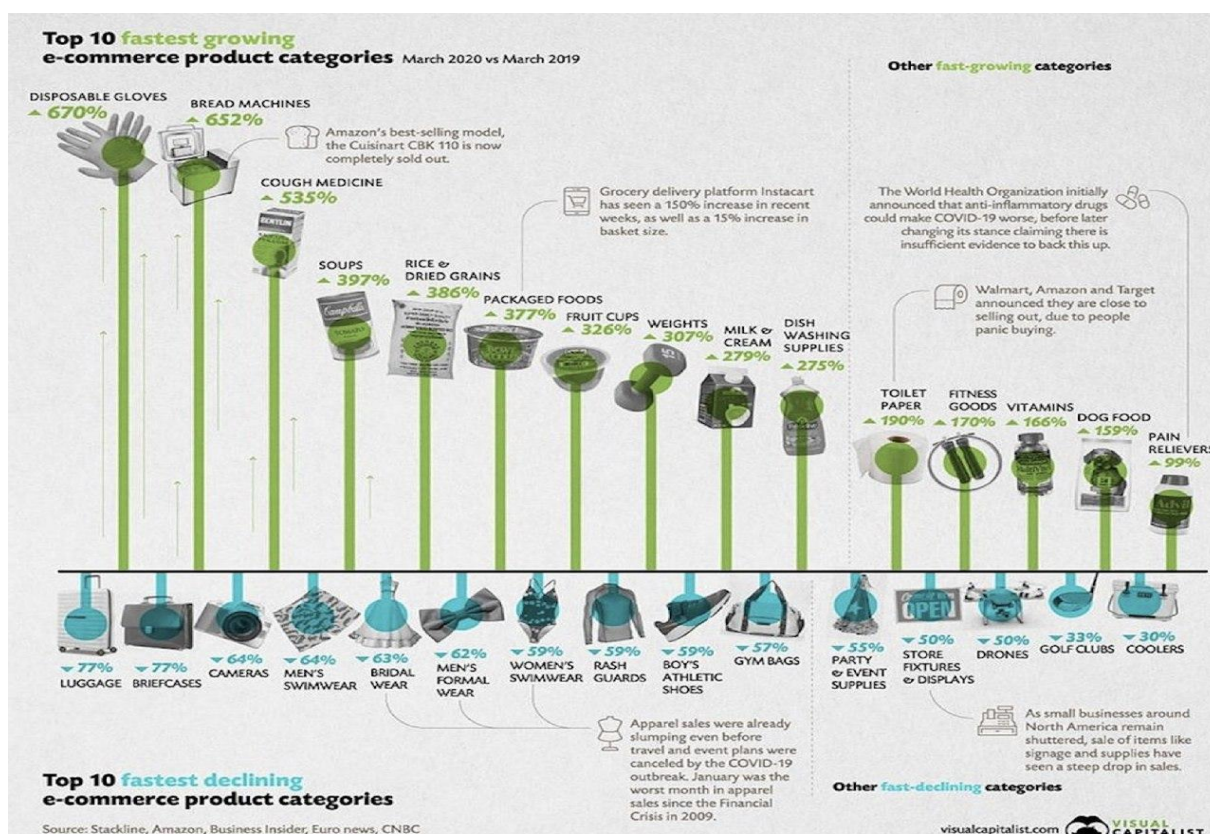 Top 10 fastest growing
e-commerce product categories March 2020 vs March 2019
Other fast-growing categories
DISPOSABLE GLOVES
670%
BREAD MACHINES
652%
Amazon's best-selling model,
the Cuisinart CBK 110 is now
completely sold out.
COUGH MEDICINE
535%
SOUPS
397%
RICE &
DRIED GRAINS
386%
Grocery delivery platform Instacart
has seen a 150% increase in recent
weeks, as well as a 15% increase in
basket size.
PACKAGED FOODS
377%
FRUIT CUPS
326%
WEIGHTS
307%
MILK &
CREAM
279%
DISH
WASHING
SUPPLIES
275%
The World Health Organization initially
announced that anti-inflammatory drugs
could make COVID-19 worse, before later
changing its stance claiming there is
insufficient evidence to back this up.
Walmart, Amazon and Target
announced they are close to
selling out, due to people
panic buying.
TOILET
PAPER
190%
FITNESS
GOODS
170%
VITAMINS
166%
DOG FOOD
159%
PAIN
RELIEVERS
99%
Campbell's
Advil
OPEN
77%
LUGGAGE
77%
BRIEFCASES
64%
CAMERAS
64%
MEN'S
SWIMWEAR
63%
BRIDAL
WEAR
62%
MEN'S
FORMAL
WEAR
59%
WOMEN'S
SWIMWEAR
59%
RASH
GUARDS
59%
BOY'S
ATHLETIC
SHOES
57%
GYM BAGS
55%
PARTY
& EVENT
SUPPLIES
50%
STORE
FIXTURES
& DISPLAYS
50%
DRONES
33%
GOLF CLUBS
30%
COOLERS
Apparel sales were already
slumping even before
travel and event plans were
canceled by the COVID-19
outbreak. January was the
worst month in apparel
sales since the Financial
Crisis in 2009.
As small businesses around
North America remain
shuttered, sale of items like
signage and supplies have
seen a steep drop in sales.
Top 10 fastest declining
e-commerce product categories
Other fast-declining categories
Source: Stackline, Amazon, Business Insider, Euro news, CNBC
visualcapitalist.com
VISUAL
CAPITALIST